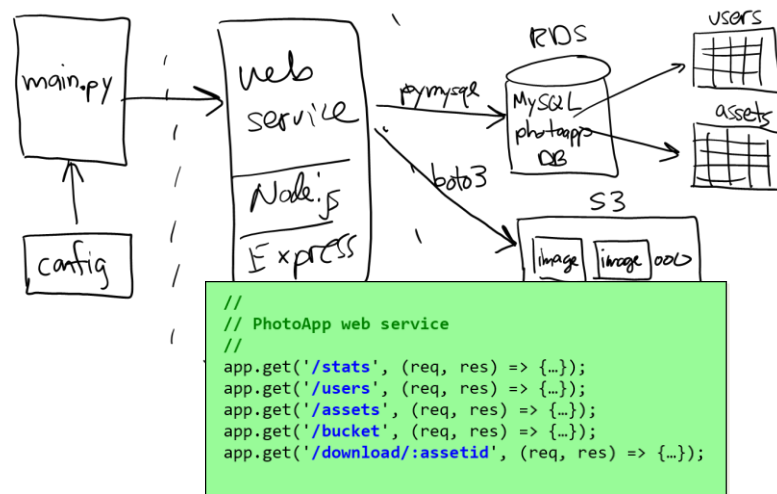 main.py
config
web
service
Node.js
Express
pymysql
boto3
RDS
MySQL
photoapp
DB
users
assets
S3
image
image
//
// PhotoApp web service
//
app.get('/stats', (req, res) => {…});
app.get('/users', (req, res) => {…});
app.get('/assets', (req, res) => {…});
app.get('/bucket', (req, res) => {…});
app.get('/download/:assetid', (req, res) => {…});